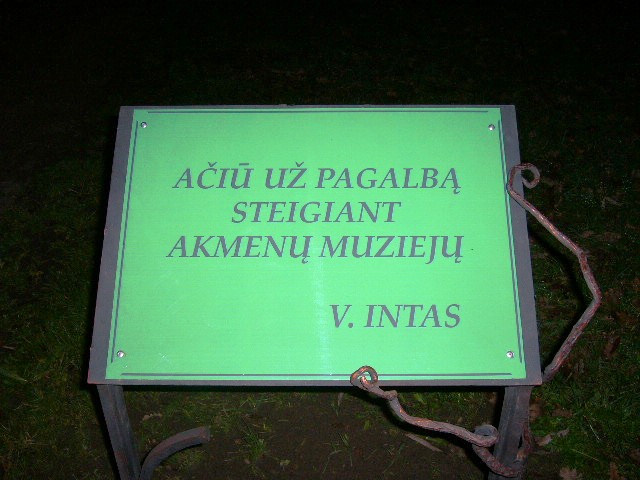 AČIŪ UŽ PAGALBĄ
STEIGIANT
AKMENŲ MUZIEJŲ
V. INTAS